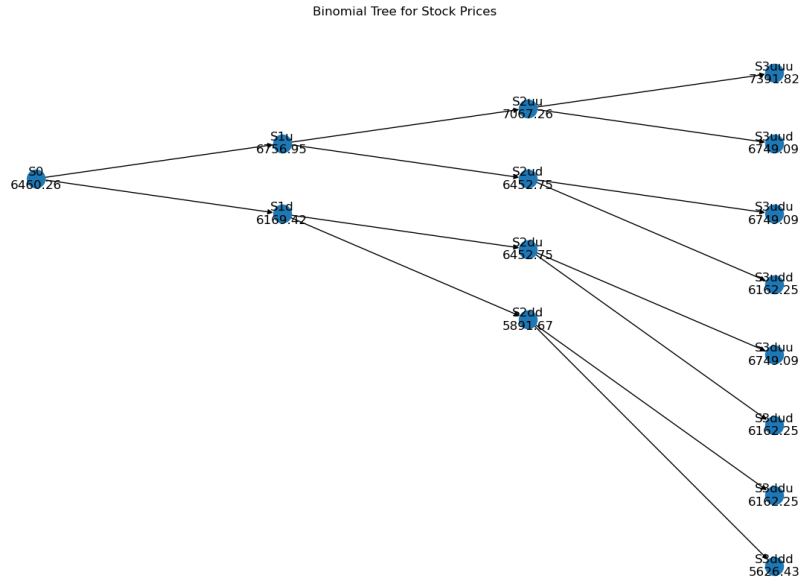 Binomial Tree for Stock Prices
S3uuu
7391.82
S2uu
7067.26
S1u
6756.95
S3uud
6749.09
S0
6460.26
S2ud
6452.75
S1d
6169.42
S3udu
6749.09
S2du
6452.75
S3udd
6162.25
S2dd
5891.67
S3duu
6749.09
S3dud
6162.25
S3ddu
6162.25
S3ddd
5626.43